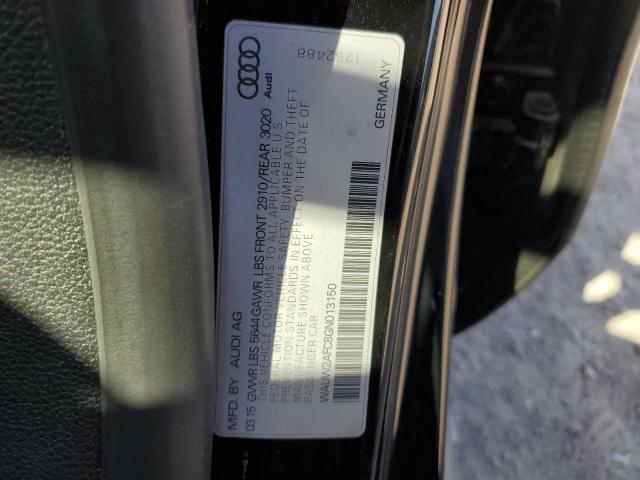 MFD. BY AUDI AG
03 15 GVWR LBS 5644 GAWR LBS FRONT 2910/REAR 3020
THIS VEHICLE CONFORMS TO ALL APPLICABLE U S
FEDERAL MOTOR VEHICLE SAFETY, BUMPER AND THEFT
PREVENTION STANDARDS IN EFFECT ON THE DATE OF
MANUFACTURE SHOWN ABOVE
PASSENGER CAR
WAUW2AFC8GN013150
Audi
1262488
GERMANY